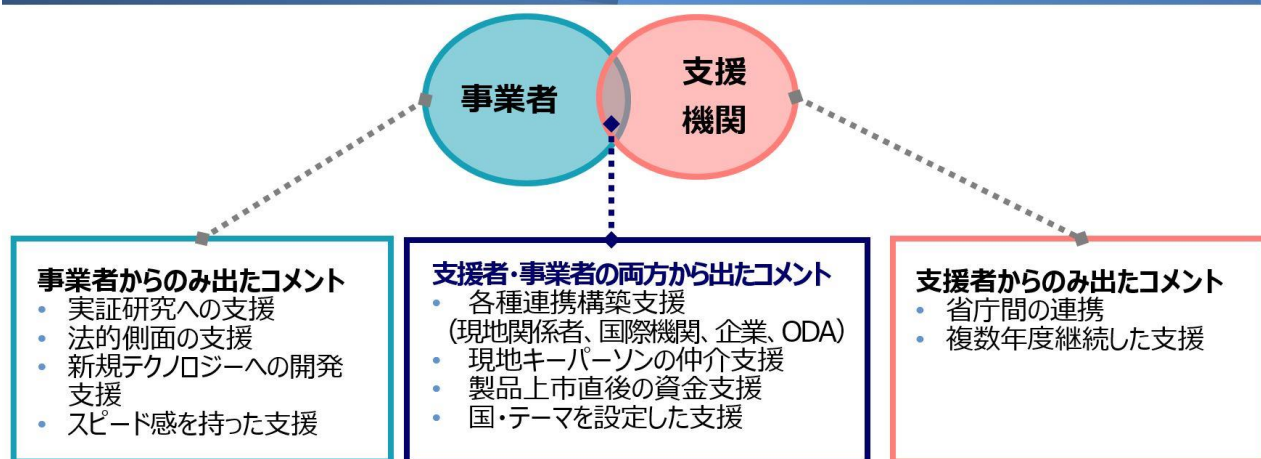 事業者
支援
機関
事業者からのみ出たコメント
• 実証研究への支援
• 法的側面の支援
• 新規テクノロジーへの開発
支援
• スピード感を持った支援
支援者・事業者の両方から出たコメント
• 各種連携構築支援
（現地関係者、国際機関、企業、ODA）
• 現地キーパーソンの仲介支援
• 製品上市直後の資金支援
• 国・テーマを設定した支援
支援者からのみ出たコメント
• 省庁間の連携
• 複数年度継続した支援